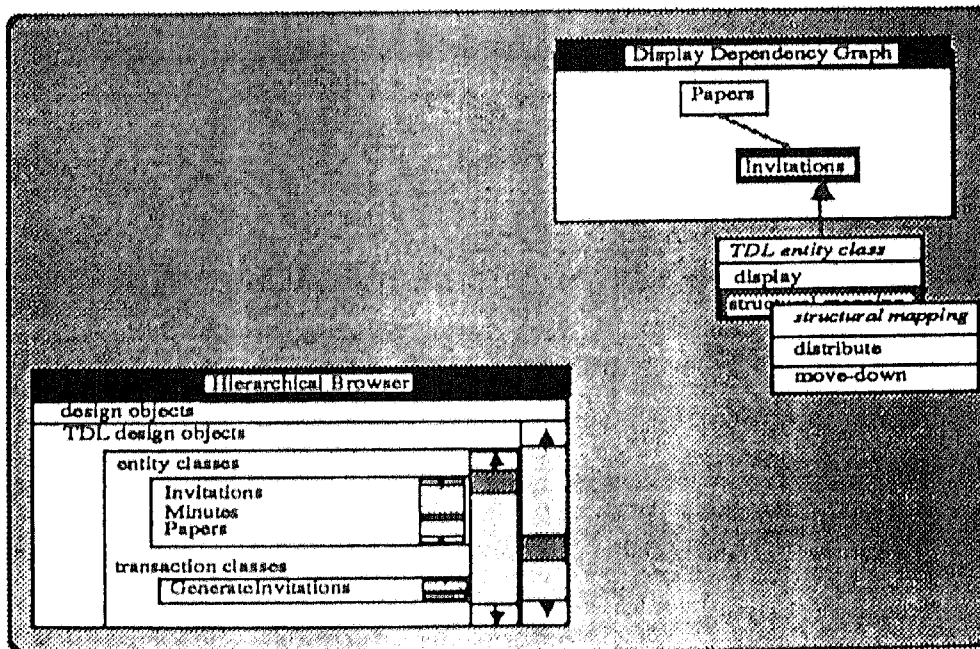 Display Dependency Graph
Papers
Invitations
TDL entity class
display
structural mapping
distribute
move-down
Hierarchical Browser
design objects
TDL design objects
entity classes
Invitations
Minutes
Papers
transaction classes
GenerateInvitations